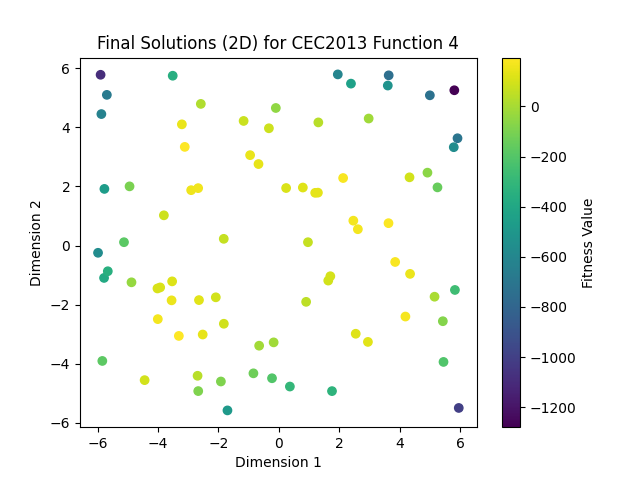 Final Solutions (2D) for CEC2013 Function 4
6
4
2
0
−2
−4
−6
Dimension 2
−6 −4 −2 0 2 4 6
Dimension 1
0
−200
−400
−600
−800
−1000
−1200
Fitness Value